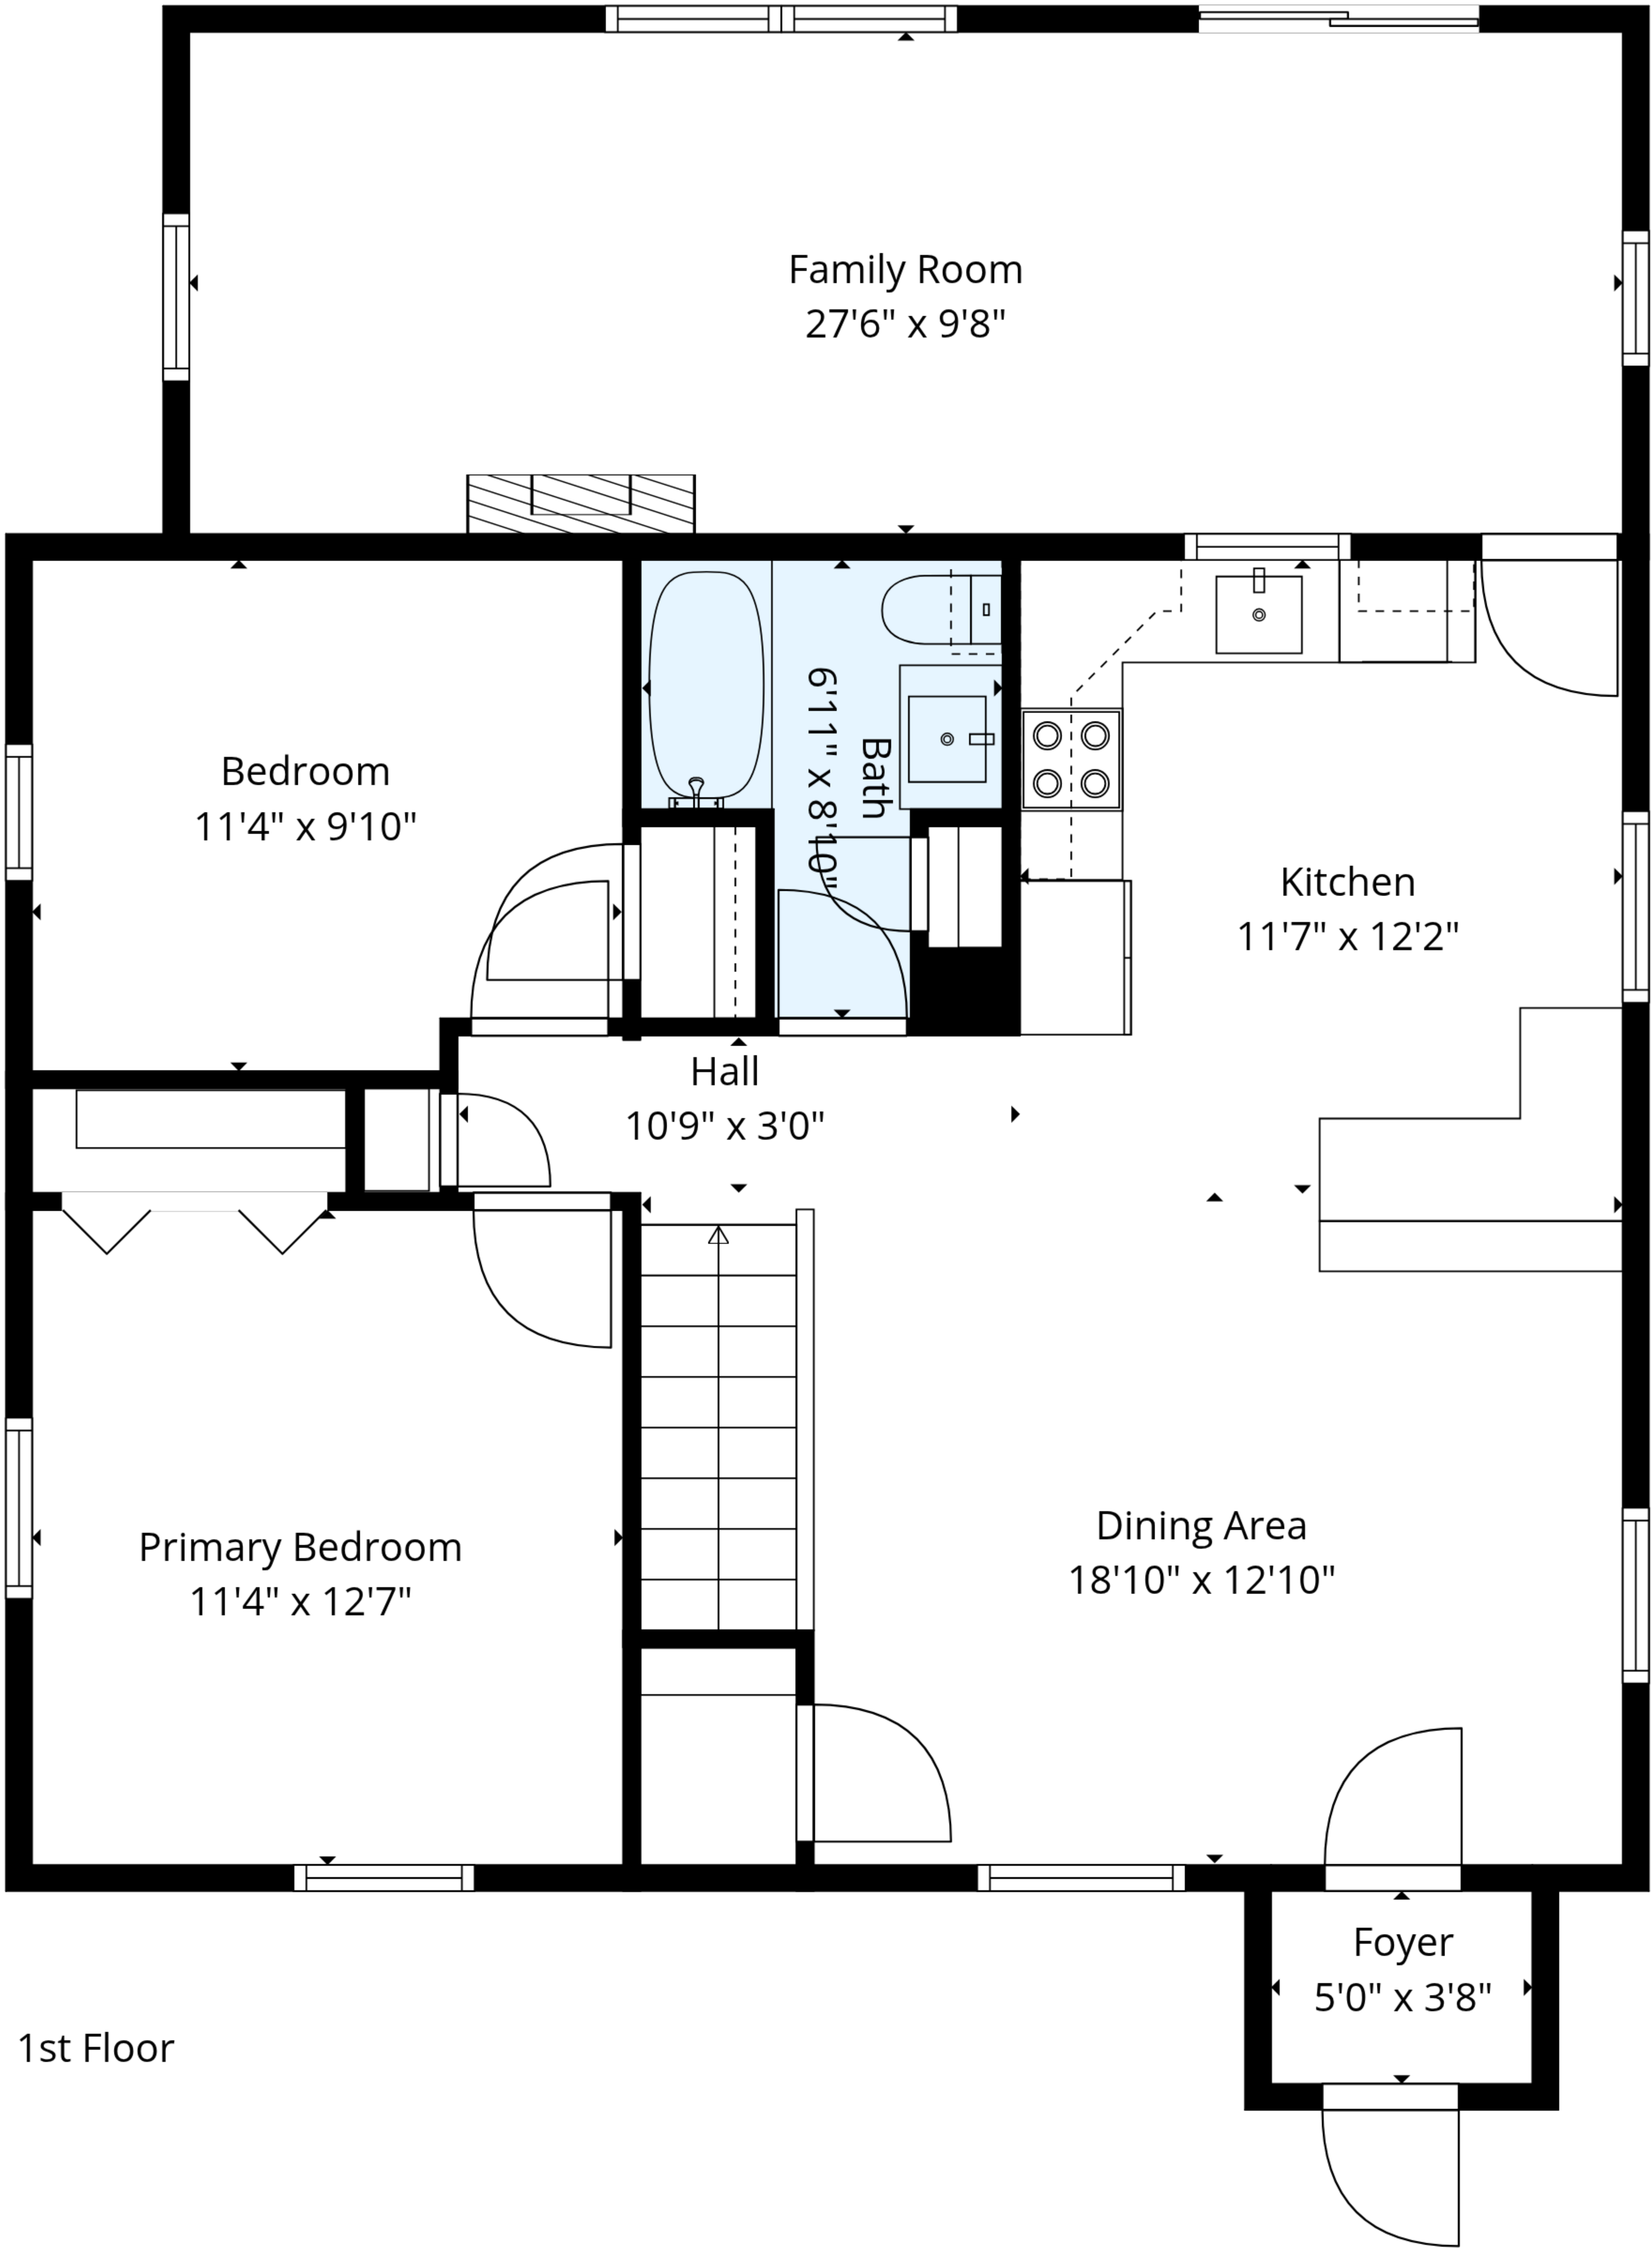 Family Room
27'6" x 9'8"
Bedroom
11'4" x 9'10"
Bath
6'11" x 8'10"
Kitchen
11'7" x 12'2"
Hall
10'9" x 3'0"
Primary Bedroom
11'4" x 12'7"
Dining Area
18'10" x 12'10"
Foyer
5'0" x 3'8"
1st Floor